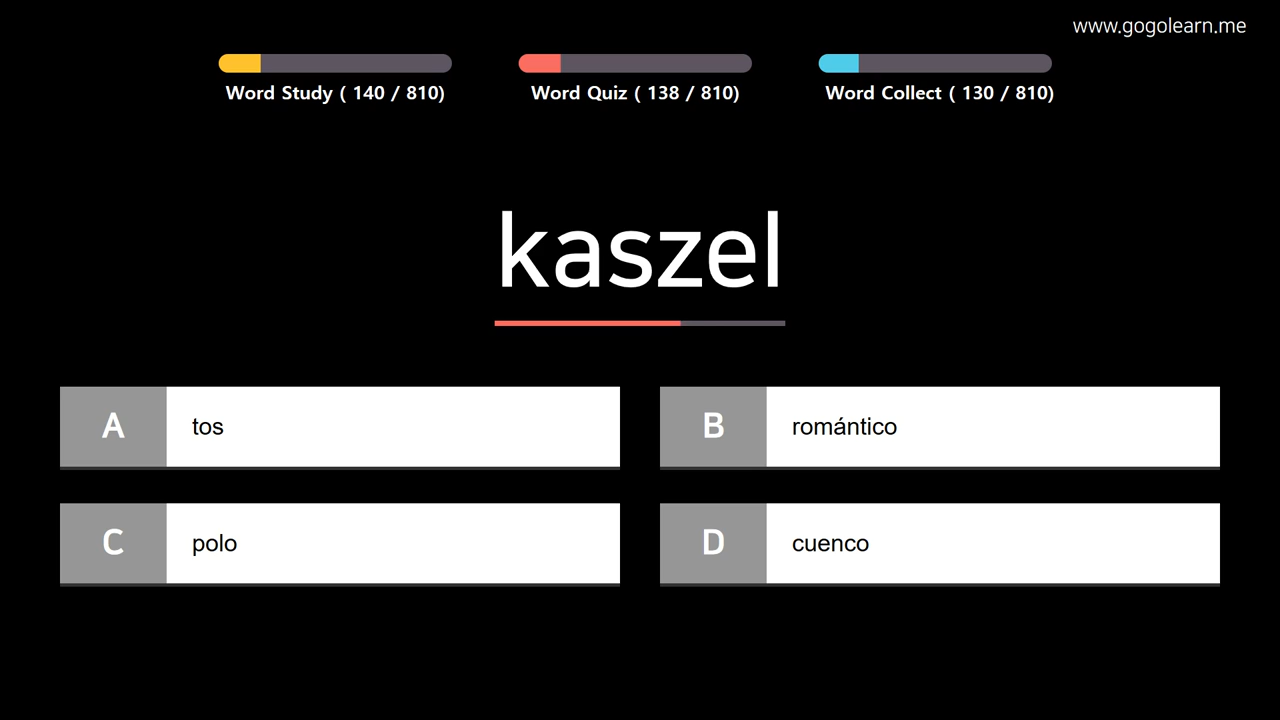 www.gogolearn.me
Word Study ( 140 / 810)
Word Quiz ( 138 / 810)
Word Collect ( 130 / 810)
kaszel
A tos
B romántico
C polo
D cuenco